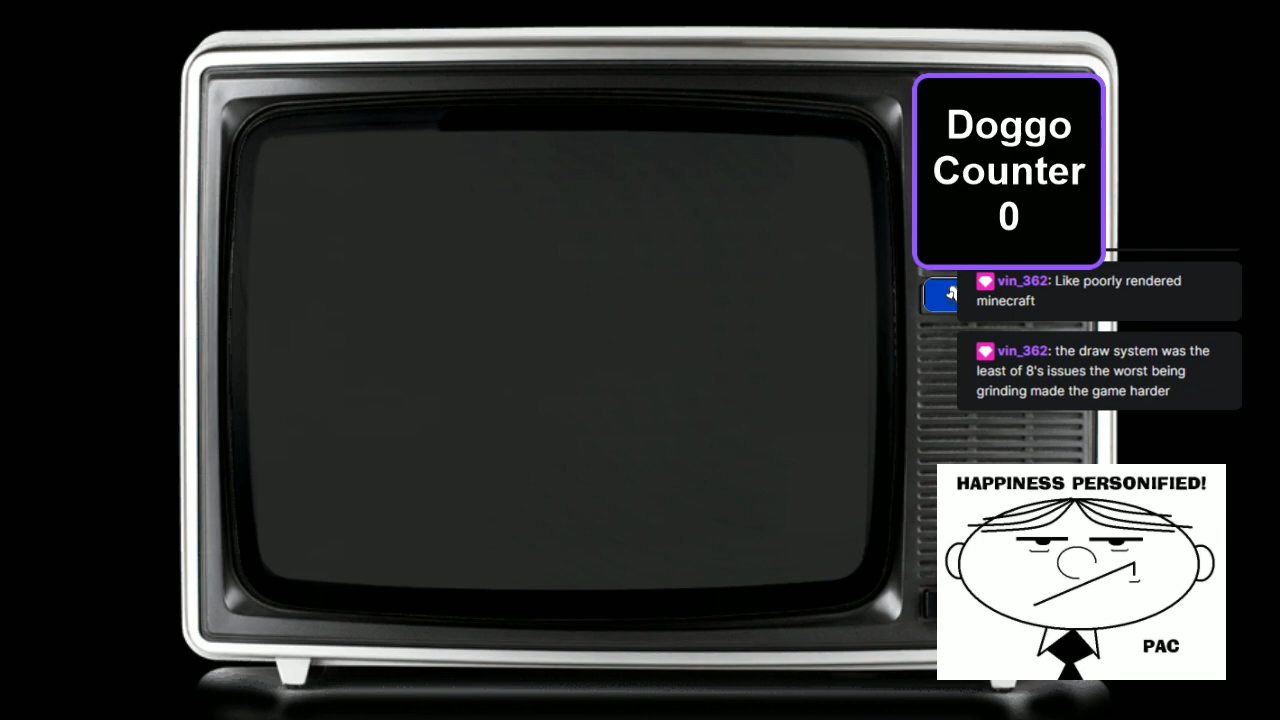 Doggo
Counter
0
vin_362: Like poorly rendered
minecraft
vin_362: the draw system was the
least of 8's issues the worst being
grinding made the game harder
HAPPINESS PERSONIFIED!
PAC